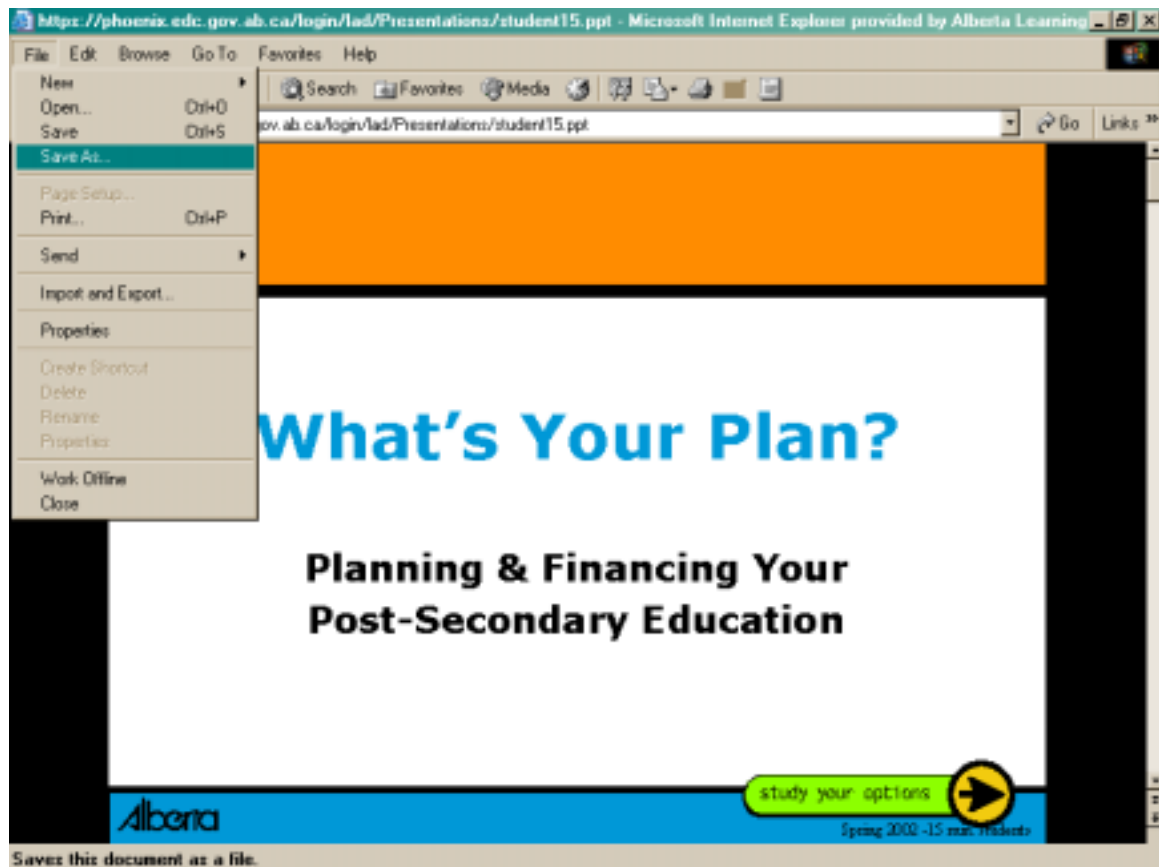 https://phoenix.edc.gov.ab.ca/login/lad/Presentations/student15.ppt - Microsoft Internet Explorer provided by Alberta Learning
File Edit Browse Go To Favorites Help
New
Search Favorites Media
Open... Ctrl+O
Save Ctrl+S
gov.ab.ca/login/lad/Presentations/student15.ppt Go Links »
Save As...
Page Setup...
Print... Ctrl+P
Send
Import and Export...
Properties
Create Shortcut
Delete
Rename
Properties
Work Offline
Close
What's Your Plan?
Planning & Financing Your
Post-Secondary Education
study your options
Alberta
Spring 2002 -15 min. students
Saves this document as a file.